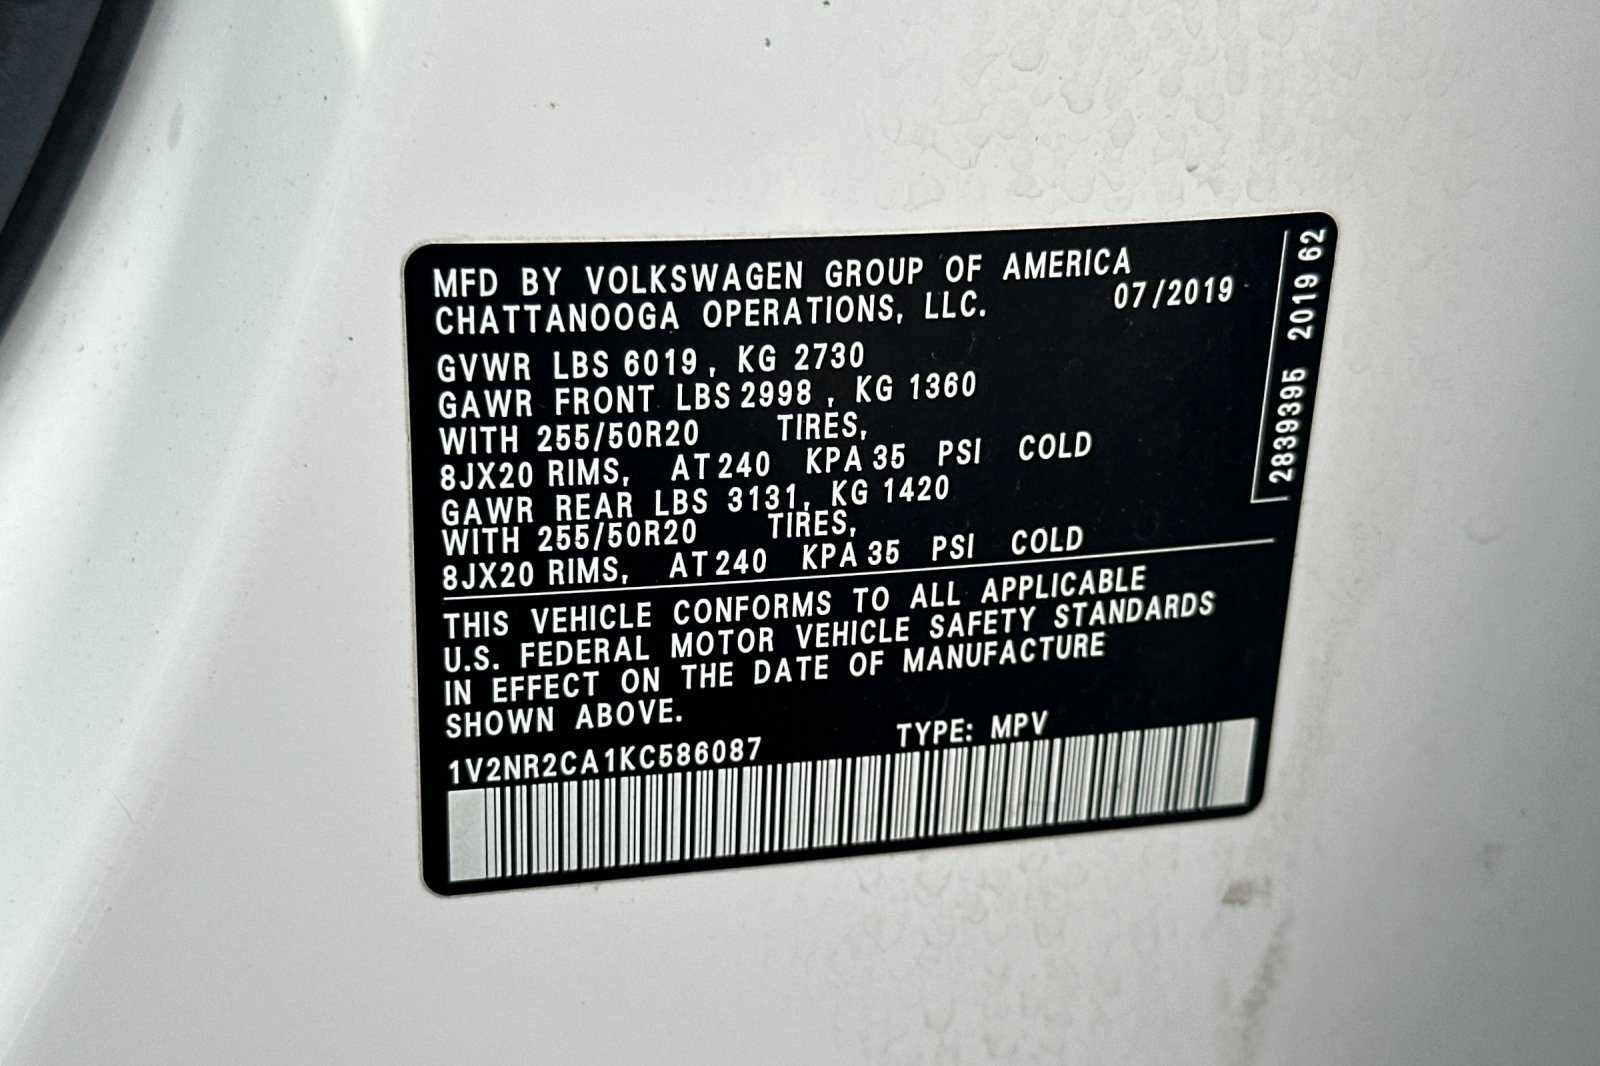 MFD BY VOLKSWAGEN GROUP OF AMERICA
CHATTANOOGA OPERATIONS, LLC. 07/2019
GVWR LBS 6019, KG 2730
GAWR FRONT LBS 2998, KG 1360
WITH 255/50R20 TIRES,
8JX20 RIMS, AT 240 KPA 35 PSI COLD
GAWR REAR LBS 3131, KG 1420
WITH 255/50R20 TIRES,
8JX20 RIMS, AT 240 KPA 35 PSI COLD
THIS VEHICLE CONFORMS TO ALL APPLICABLE
U.S. FEDERAL MOTOR VEHICLE SAFETY STANDARDS
IN EFFECT ON THE DATE OF MANUFACTURE
SHOWN ABOVE.
1V2NR2CA1KC586087 TYPE: MPV
2839395 2019 62